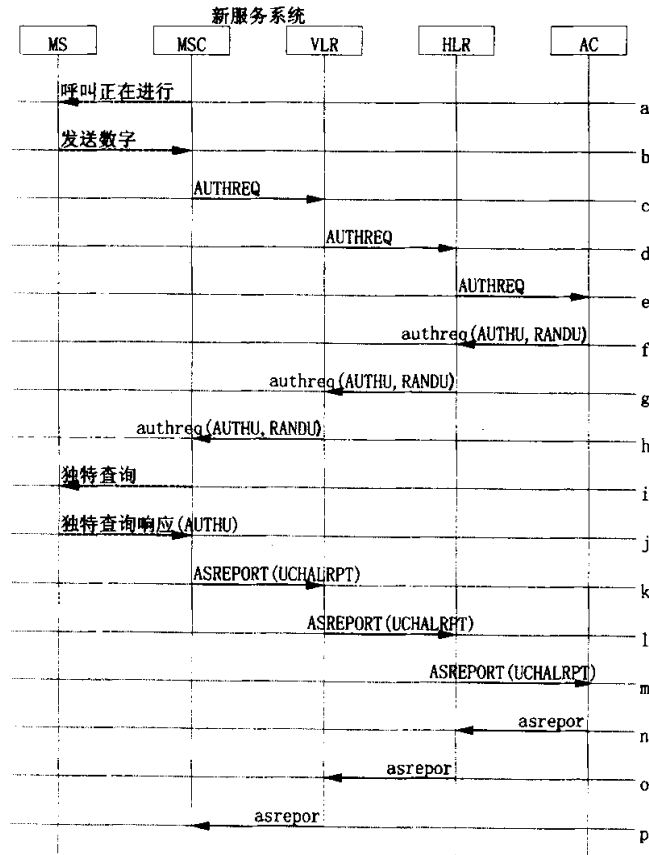 新服务系统
MS MSC VLR HLR AC
呼叫正在进行
a
发送数字
b
AUTHREQ
c
AUTHREQ
d
AUTHREQ
e
authreq(AUTHU, RANDU)
f
authreq(AUTHU, RANDU)
g
authreq(AUTHU, RANDU)
h
独特查询
i
独特查询响应(AUTHU)
j
ASREPORT(UCHALRPT)
k
ASREPORT(UCHALRPT)
l
ASREPORT(UCHALRPT)
m
asrepor
n
asrepor
o
asrepor
p